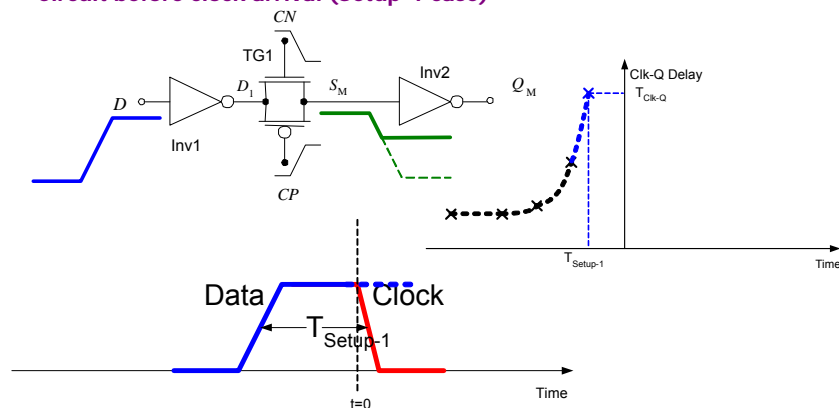 circuit before clock arrival (Setup-1 case)
CN
TG1
Inv2
D
D1
SM
QM
Inv1
CP
Clk-Q Delay
TClk-Q
TSetup-1
Time
Data
Clock
TSetup-1
Time
t=0